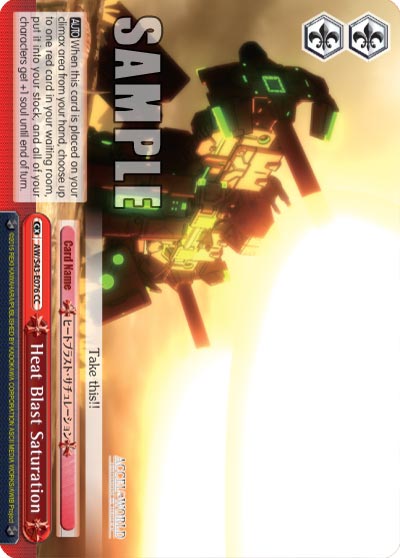 SAMPLE
[AUTO] When this card is placed on your
climax area from your hand, choose up
to one red card in your waiting room,
put it into your stock, and all of your
characters get +1 soul until end of turn.
Take this!!
ACCEL WORLD
Card Name
ヒートブラスト・サチュレーション
CC
AW/S43-E076 CC
Heat Blast Saturation